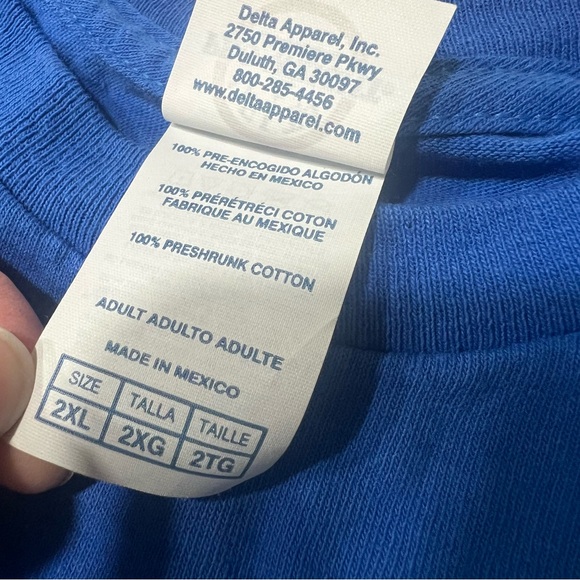 Delta Apparel, Inc.
2750 Premiere Pkwy
Duluth, GA 30097
800-285-4456
www.deltaapparel.com
100% PRE-ENCOGIDO ALGODÓN
HECHO EN MEXICO
100% PRÉRÉTRÉCI COTON
FABRIQUE AU MEXIQUE
100% PRESHRUNK COTTON
ADULT ADULTO ADULTE
MADE IN MEXICO
SIZE TALLA TAILLE
2XL 2XG 2TG